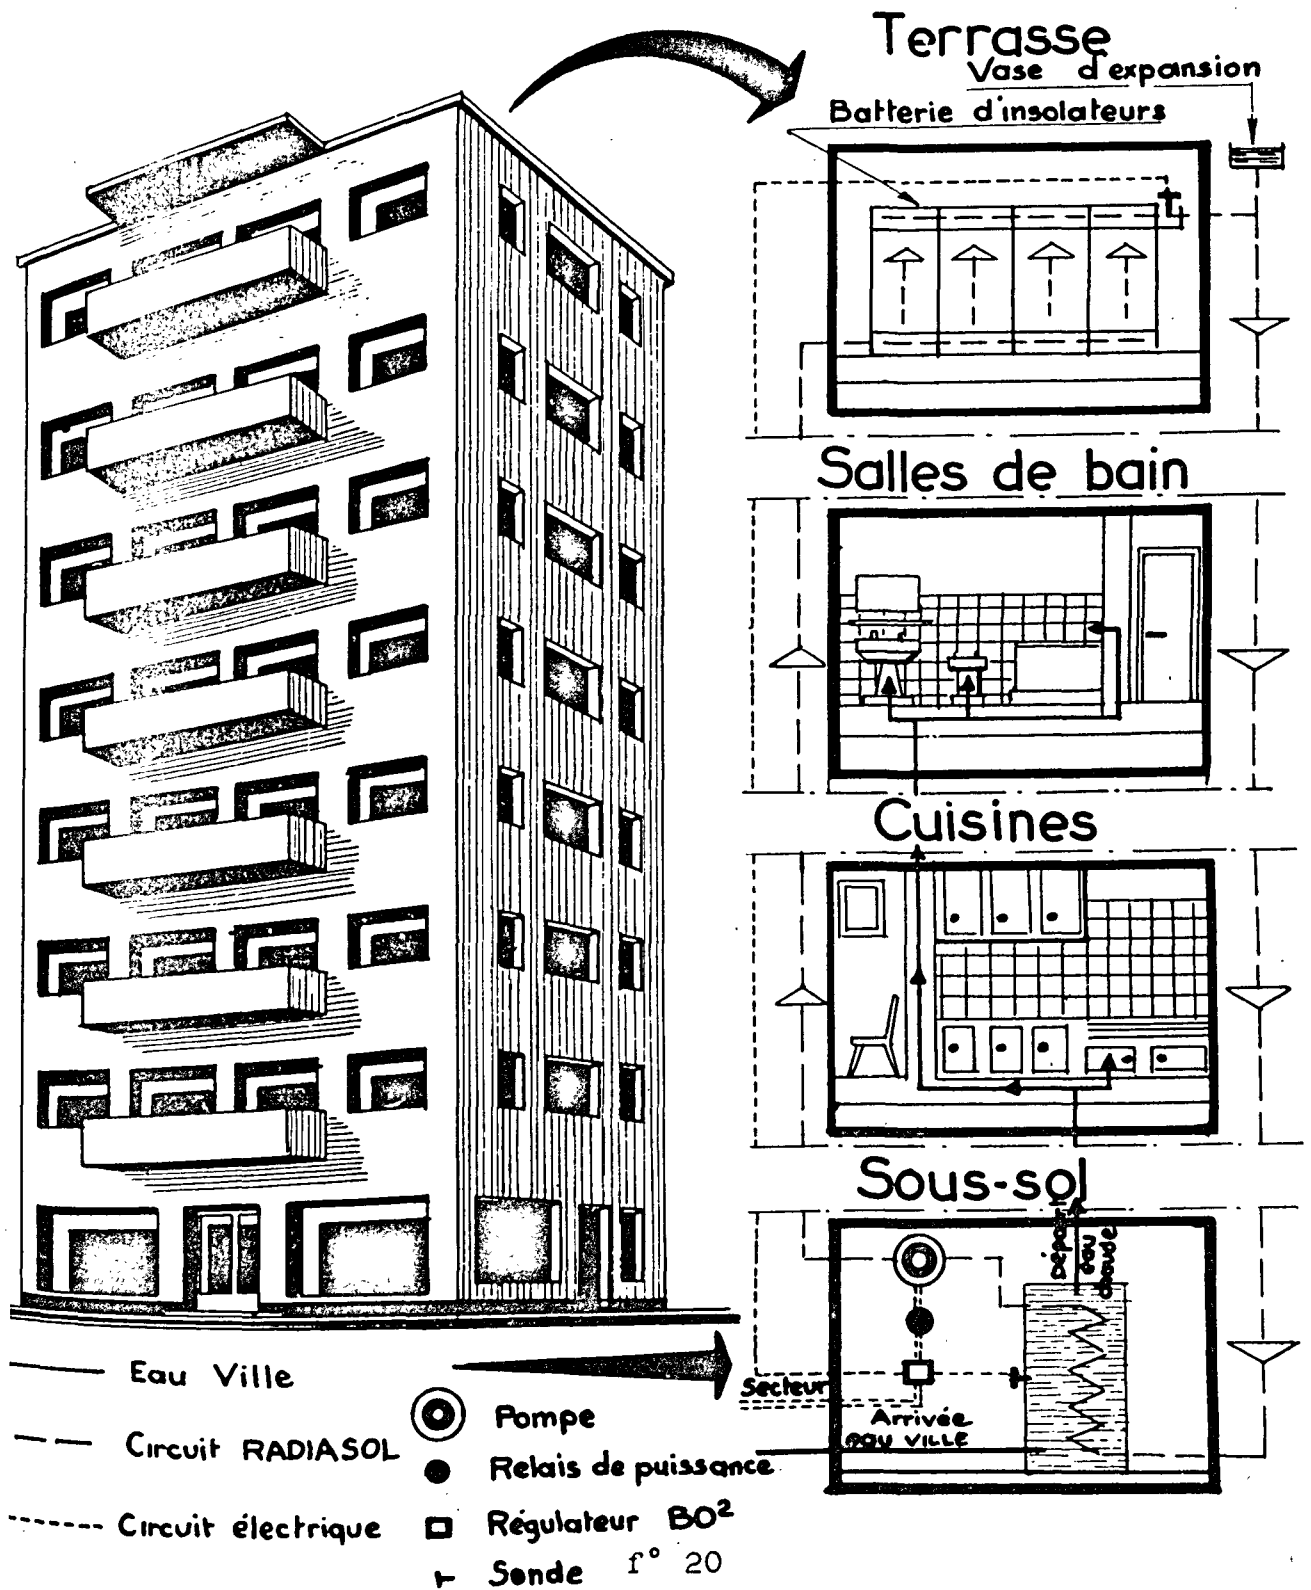 Terrasse
Vase d'expansion
Batterie d'insolateurs
Salles de bain
Cuisines
Sous-sol
Départ
eau
chaude
Secteur
Arrivée
eau VILLE
Eau Ville
Circuit RADIASOL
Circuit électrique
Pompe
Relais de puissance
Régulateur BO²
Sonde
f° 20